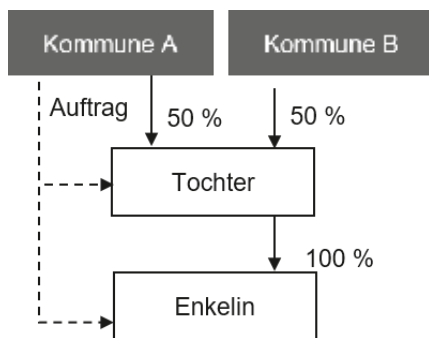 Kommune A
Kommune B
Auftrag
50 %
50 %
Tochter
100 %
Enkelin